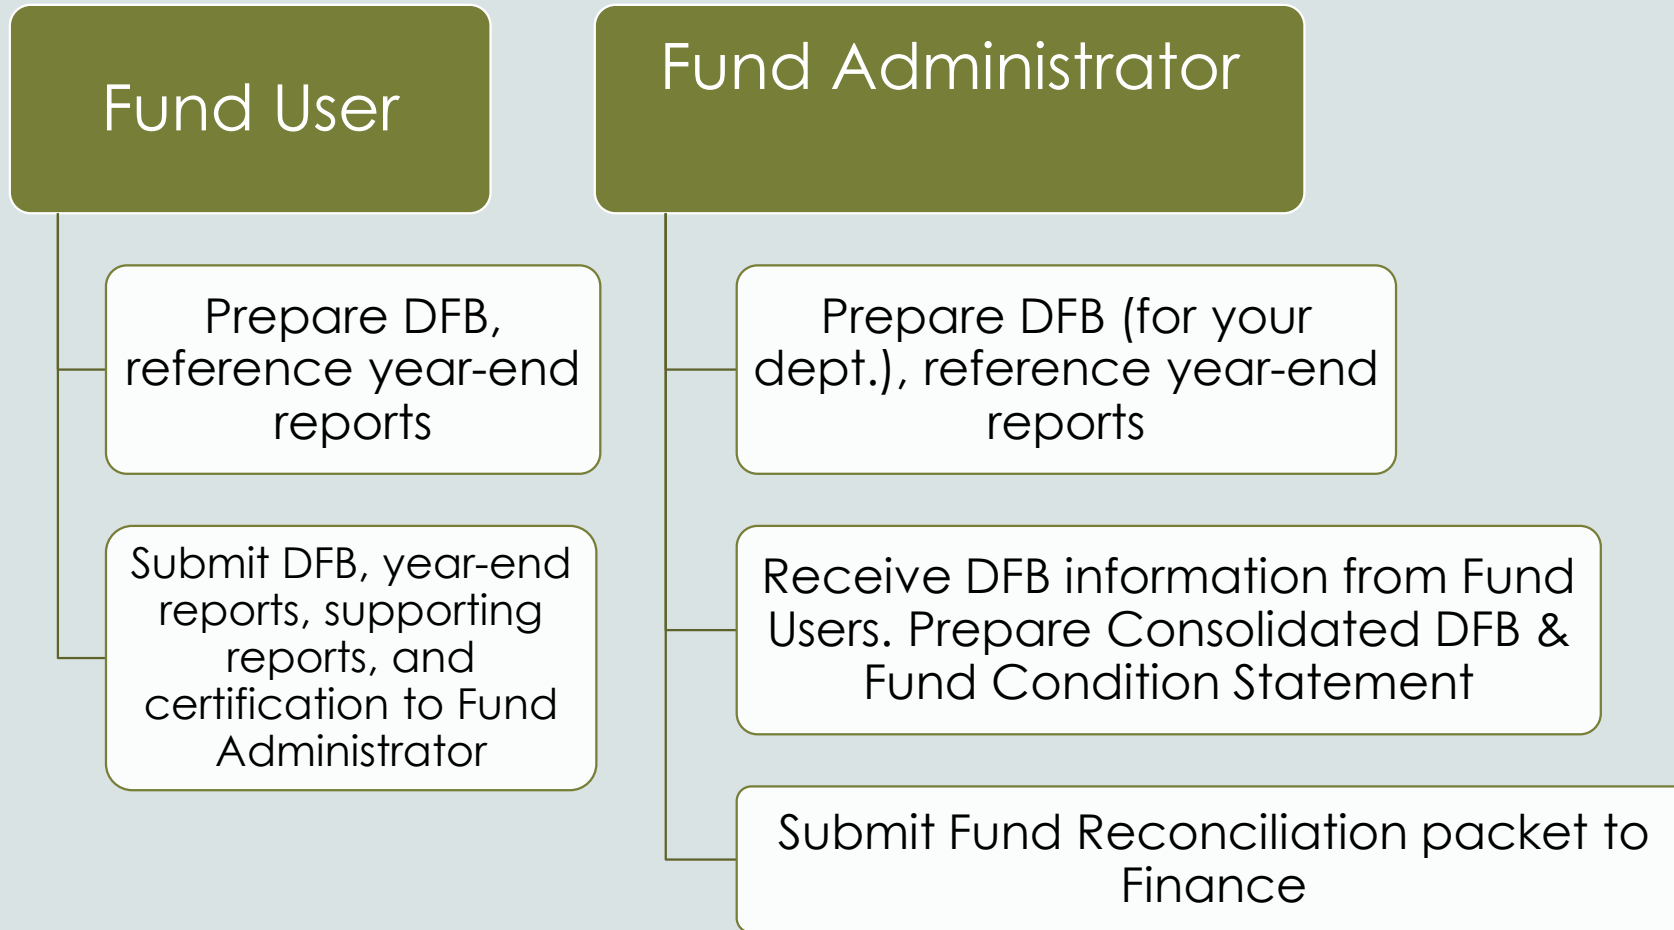 Fund User
Prepare DFB,
reference year-end
reports
Submit DFB, year-end
reports, supporting
reports, and
certification to Fund
Administrator
Fund Administrator
Prepare DFB (for your
dept.), reference year-end
reports
Receive DFB information from Fund
Users. Prepare Consolidated DFB &
Fund Condition Statement
Submit Fund Reconciliation packet to
Finance